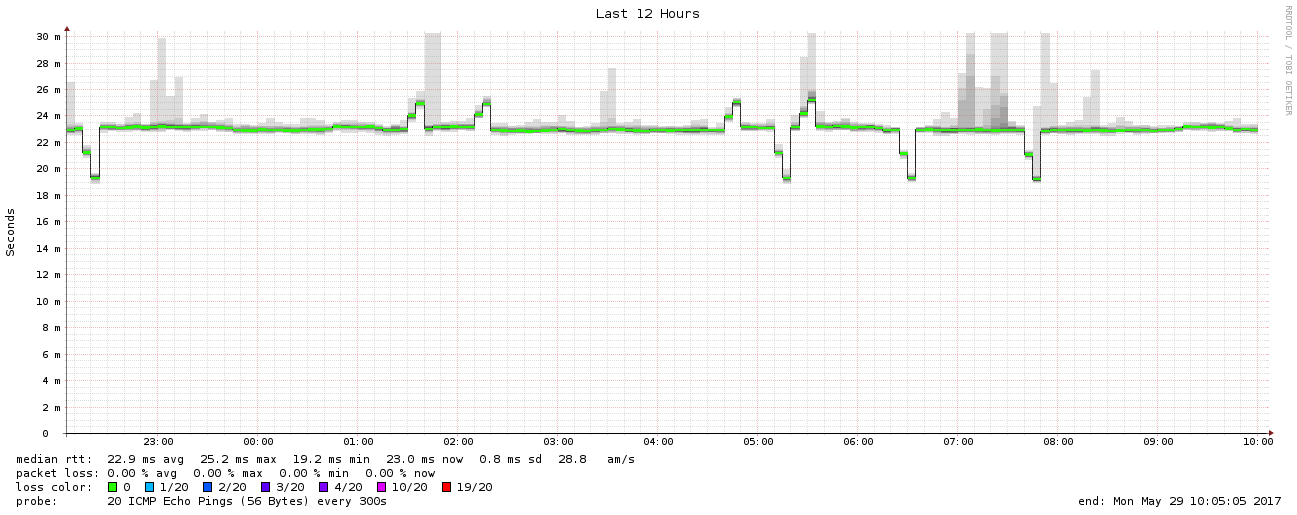 Last 12 Hours
RRDTOOL / TOBI OETIKER
Seconds
30 m
28 m
26 m
24 m
22 m
20 m
18 m
16 m
14 m
12 m
10 m
8 m
6 m
4 m
2 m
0
23:00 00:00 01:00 02:00 03:00 04:00 05:00 06:00 07:00 08:00 09:00 10:00
median rtt: 22.9 ms avg 25.2 ms max 19.2 ms min 23.0 ms now 0.8 ms sd 28.8 am/s
packet loss: 0.00 % avg 0.00 % max 0.00 % min 0.00 % now
loss color: 0 1/20 2/20 3/20 4/20 10/20 19/20
probe: 20 ICMP Echo Pings (56 Bytes) every 300s end: Mon May 29 10:05:05 2017